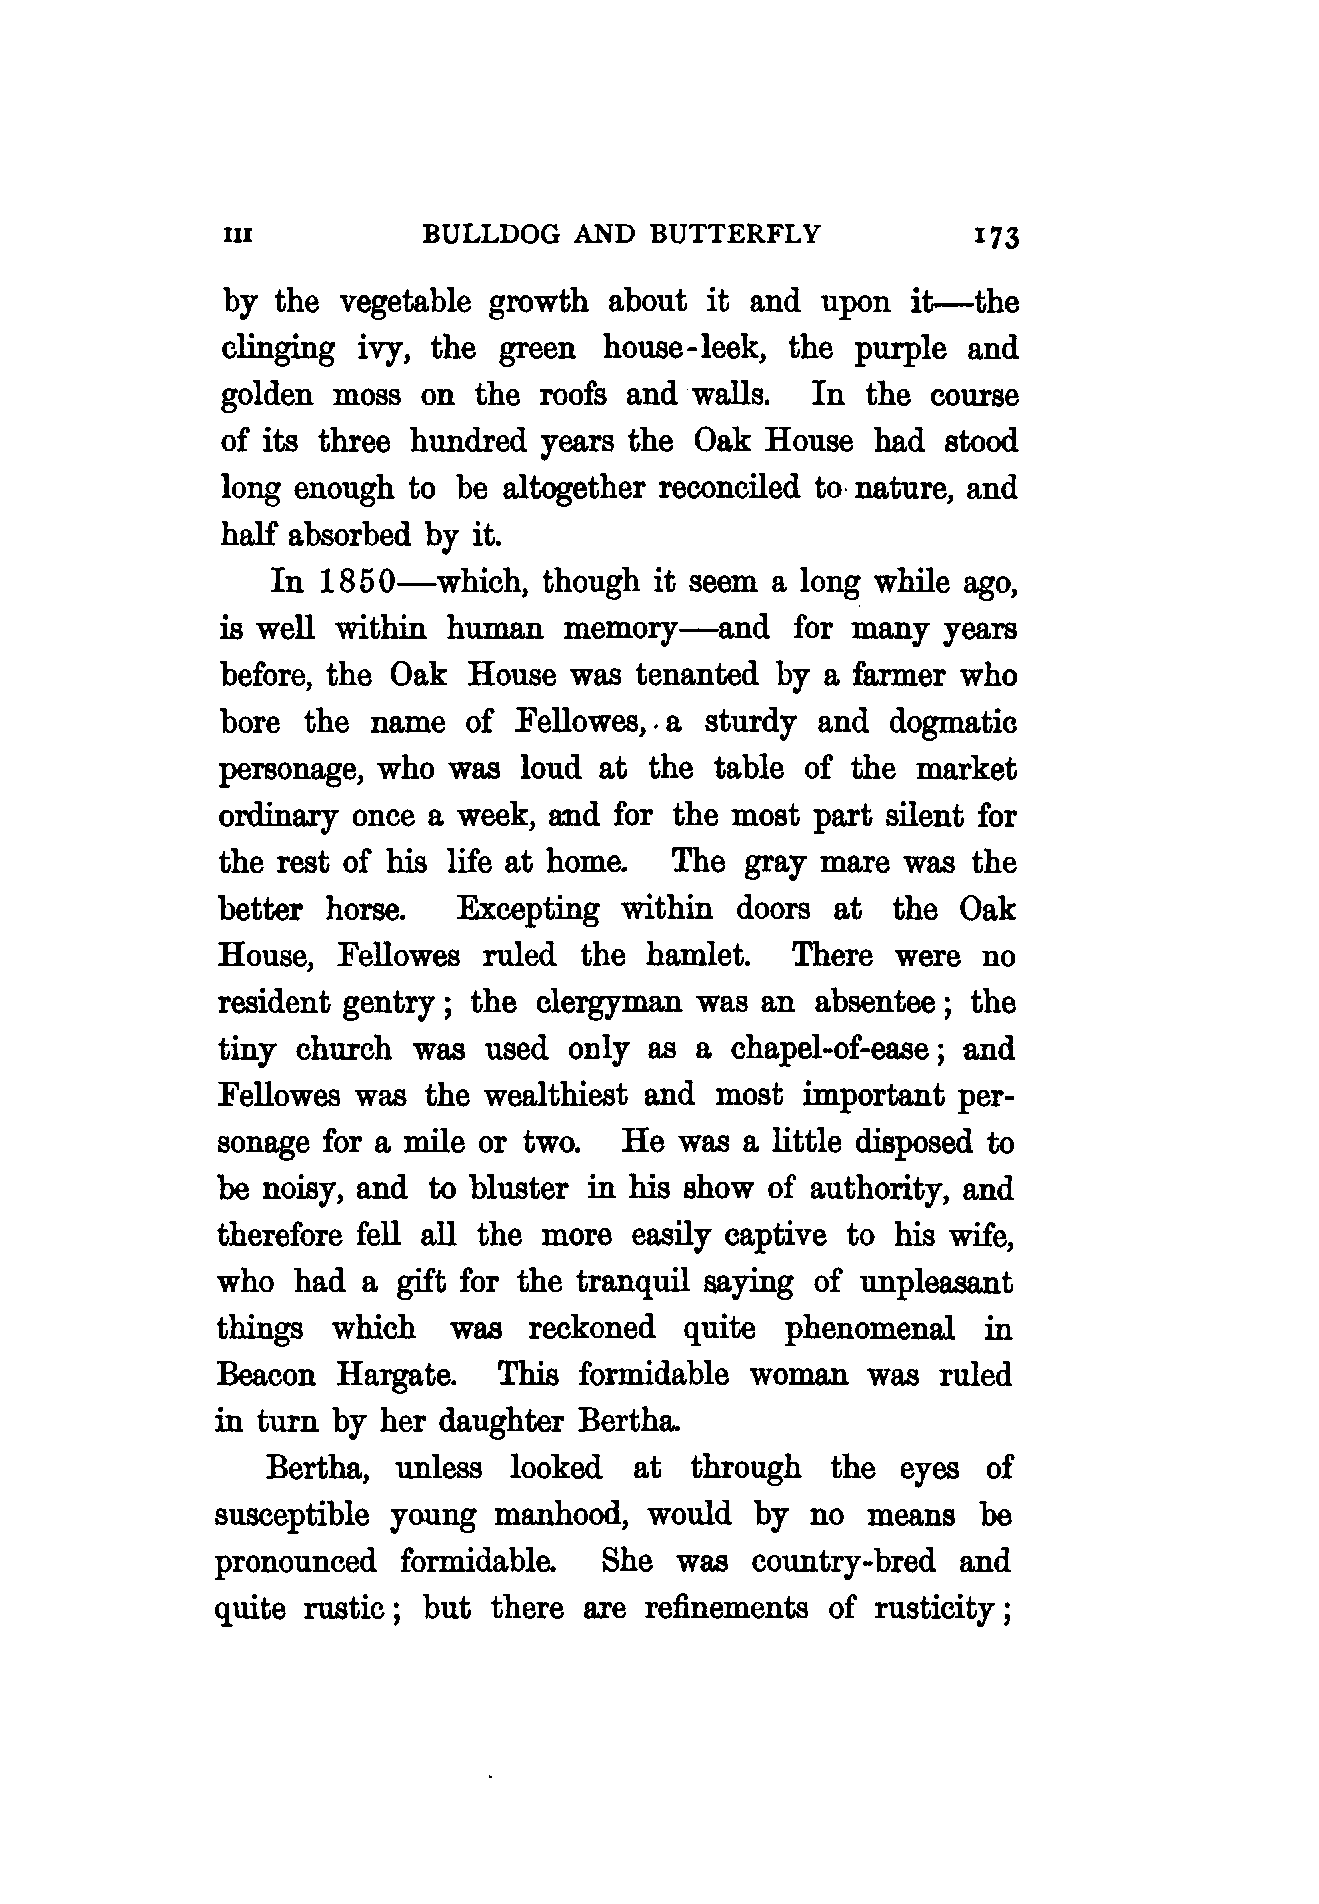 III BULLDOG AND BUTTERFLY 173
by the vegetable growth about it and upon it—the
clinging ivy, the green house-leek, the purple and
golden moss on the roofs and walls. In the course
of its three hundred years the Oak House had stood
long enough to be altogether reconciled to nature, and
half absorbed by it.
In 1850—which, though it seem a long while ago,
is well within human memory—and for many years
before, the Oak House was tenanted by a farmer who
bore the name of Fellowes, a sturdy and dogmatic
personage, who was loud at the table of the market
ordinary once a week, and for the most part silent for
the rest of his life at home. The gray mare was the
better horse. Excepting within doors at the Oak
House, Fellowes ruled the hamlet. There were no
resident gentry; the clergyman was an absentee; the
tiny church was used only as a chapel-of-ease; and
Fellowes was the wealthiest and most important per-
sonage for a mile or two. He was a little disposed to
be noisy, and to bluster in his show of authority, and
therefore fell all the more easily captive to his wife,
who had a gift for the tranquil saying of unpleasant
things which was reckoned quite phenomenal in
Beacon Hargate. This formidable woman was ruled
in turn by her daughter Bertha.
Bertha, unless looked at through the eyes of
susceptible young manhood, would by no means be
pronounced formidable. She was country-bred and
quite rustic; but there are refinements of rusticity;